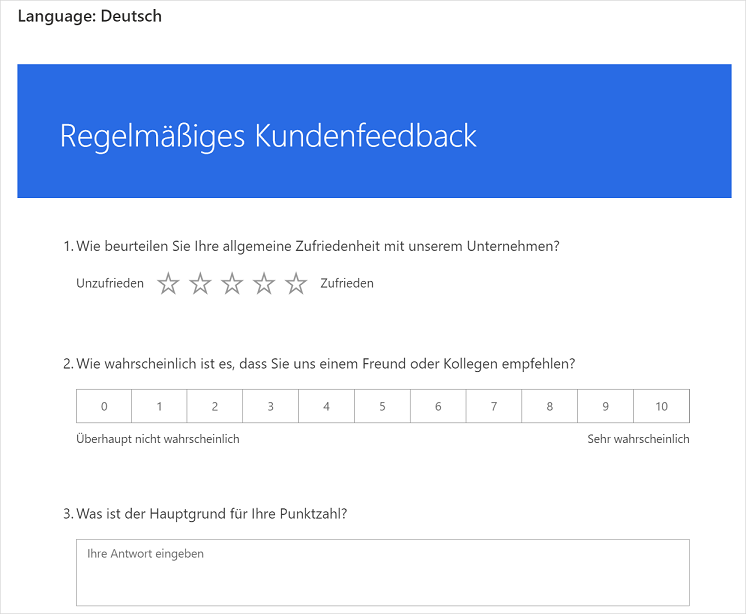 Language: Deutsch
Regelmäßiges Kundenfeedback
1. Wie beurteilen Sie Ihre allgemeine Zufriedenheit mit unserem Unternehmen?
Unzufrieden Zufrieden
2. Wie wahrscheinlich ist es, dass Sie uns einem Freund oder Kollegen empfehlen?
0 1 2 3 4 5 6 7 8 9 10
Überhaupt nicht wahrscheinlich Sehr wahrscheinlich
3. Was ist der Hauptgrund für Ihre Punktzahl?
Ihre Antwort eingeben